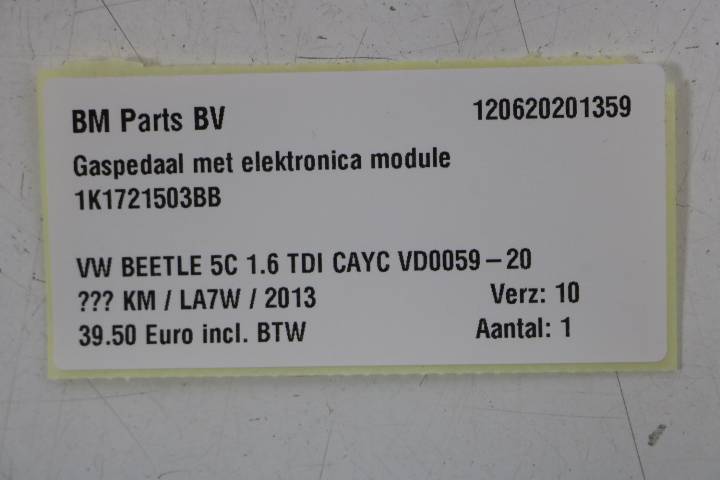 BM Parts BV 120620201359
Gaspedaal met elektronica module
1K1721503BB
VW BEETLE 5C 1.6 TDI CAYC VD0059-20
??? KM / LA7W / 2013 Verz: 10
39.50 Euro incl. BTW Aantal: 1